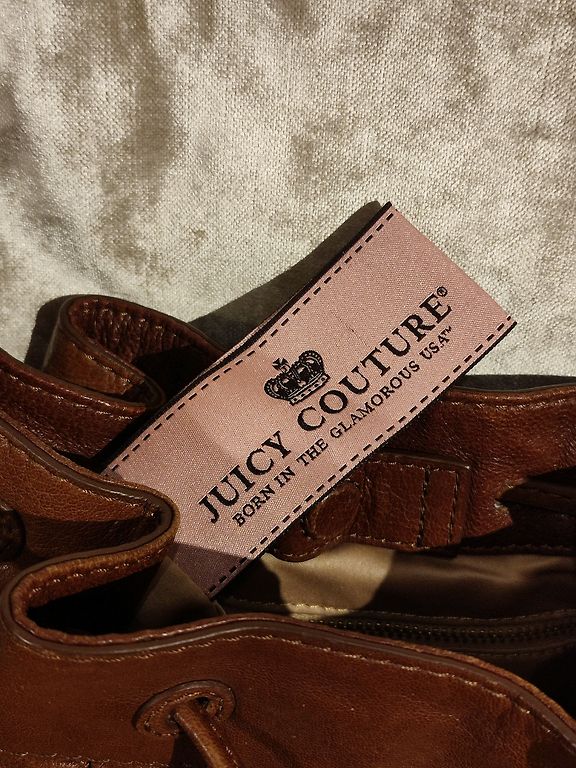 JUICY COUTURE®
BORN IN THE GLAMOROUS USA™